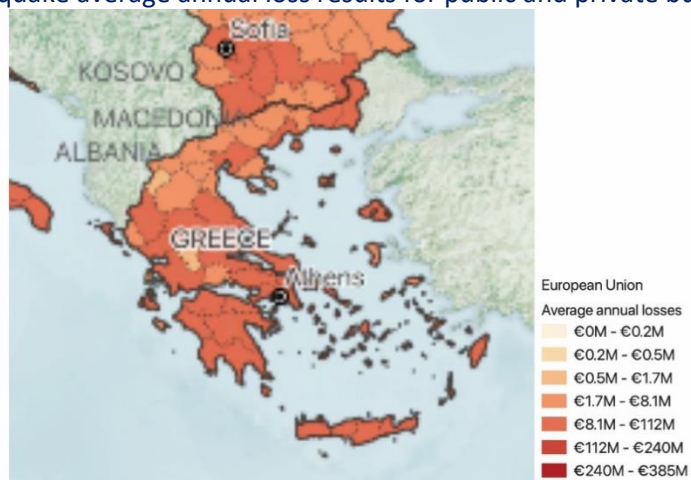 quake average annual loss results for public and private bu
Sofia
KOSOVO
MACEDONIA
ALBANIA
GREECE
Athens
European Union
Average annual losses
€0M - €0.2M
€0.2M - €0.5M
€0.5M - €1.7M
€1.7M - €8.1M
€8.1M - €112M
€112M - €240M
€240M - €385M